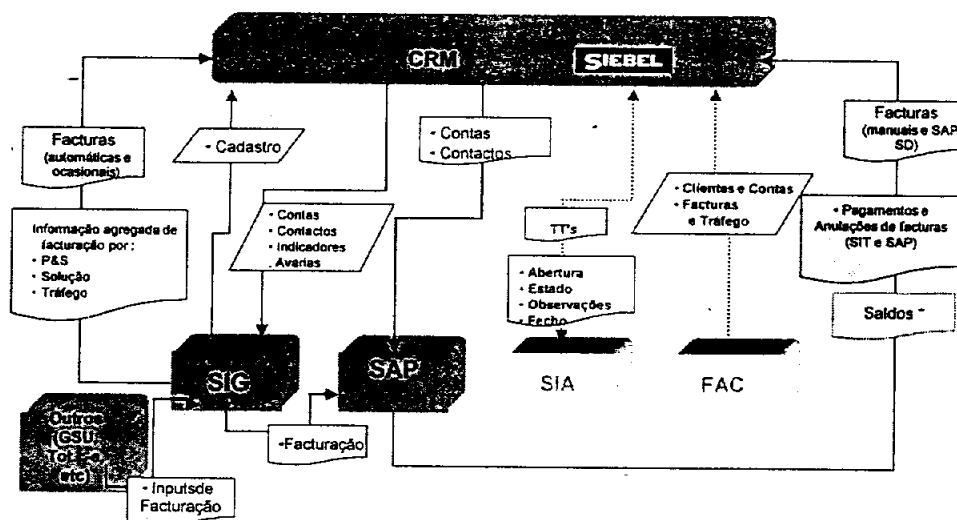 CRM
SIEBEL
Facturas
(automáticas e
ocasionais)
- Cadastro
- Contas
- Contactos
Facturas
(manuais e SAP
SD)
Informação agregada de
facturação por :
• P&S
• Solução
• Tráfego
• Contas
• Contactos
• Indicadores
Avarias
TT's
• Abertura
• Estado
• Observações
• Fecho
• Clientes e Contas
• Facturas
e Tráfego
• Pagamentos e
Anulações de facturas
(SIT e SAP)
Saldos -
SIG
SAP
SIA
FAC
Outros
(GSU
etc)
-Facturação
- Inputsde
Facturação